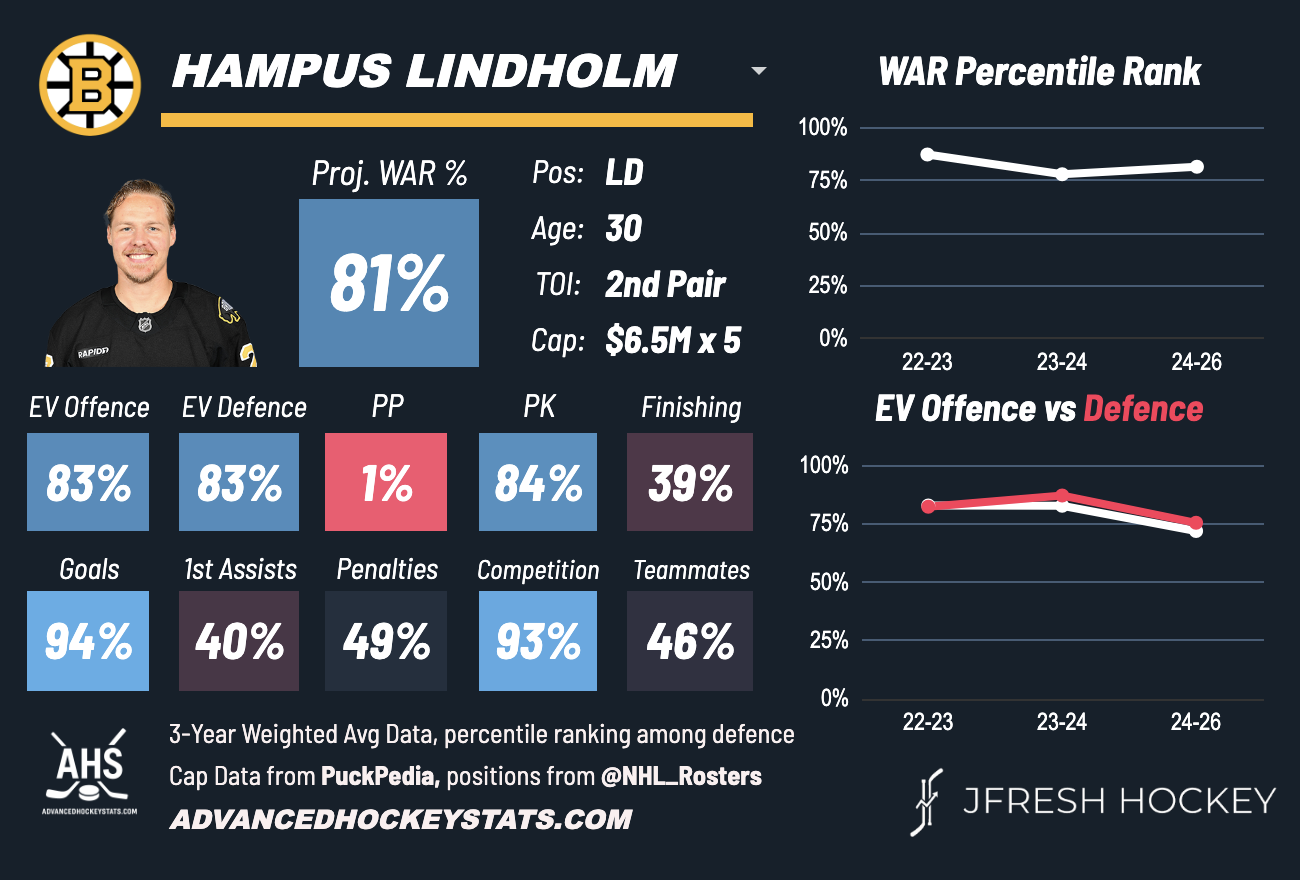 B
HAMPUS LINDHOLM
Proj. WAR %
81%
Pos: LD
Age: 30
TOI: 2nd Pair
Cap: $6.5M x 5
RAPID7
NHL
EV Offence EV Defence PP PK Finishing
83% 83% 1% 84% 39%
Goals 1st Assists Penalties Competition Teammates
94% 40% 49% 93% 46%
WAR Percentile Rank
100%
75%
50%
25%
0%
22-23 23-24 24-26
EV Offence vs Defence
100%
75%
50%
25%
0%
22-23 23-24 24-26
AHS
ADVANCEDHOCKEYSTATS.COM
3-Year Weighted Avg Data, percentile ranking among defence
Cap Data from PuckPedia, positions from @NHL_Rosters
ADVANCEDHOCKEYSTATS.COM
JFRESH HOCKEY